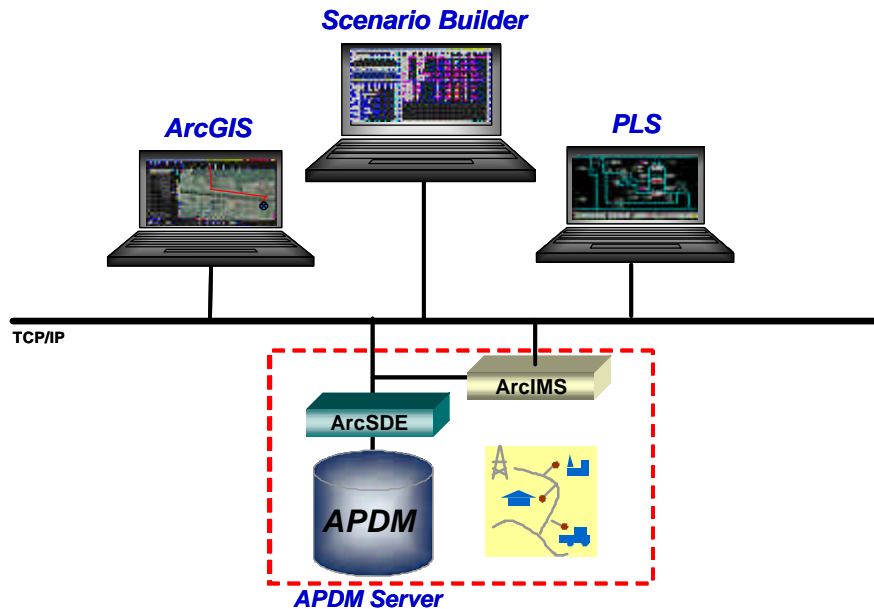 Scenario Builder
ArcGIS
PLS
TCP/IP
ArcIMS
ArcSDE
APDM
APDM Server